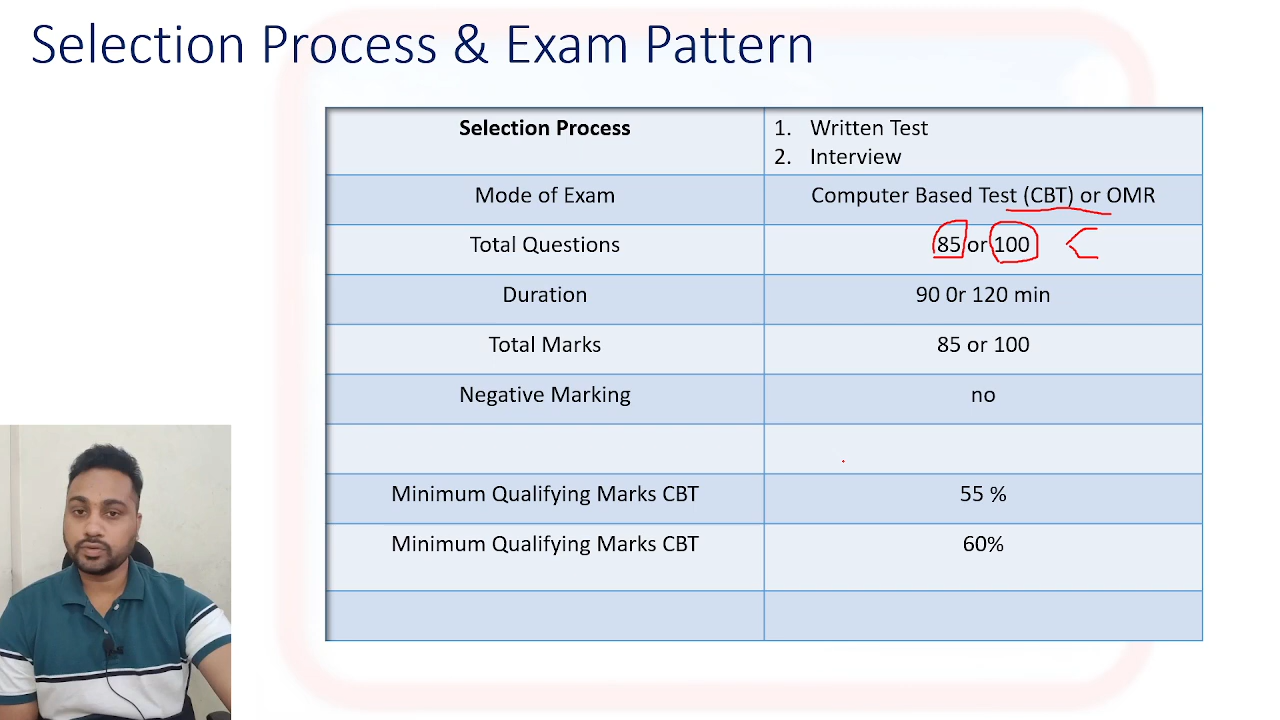 Selection Process & Exam Pattern
Selection Process
1. Written Test
2. Interview
Mode of Exam
Computer Based Test (CBT) or OMR
Total Questions
85 or 100
Duration
90 0r 120 min
Total Marks
85 or 100
Negative Marking
no
Minimum Qualifying Marks CBT
55 %
Minimum Qualifying Marks CBT
60%